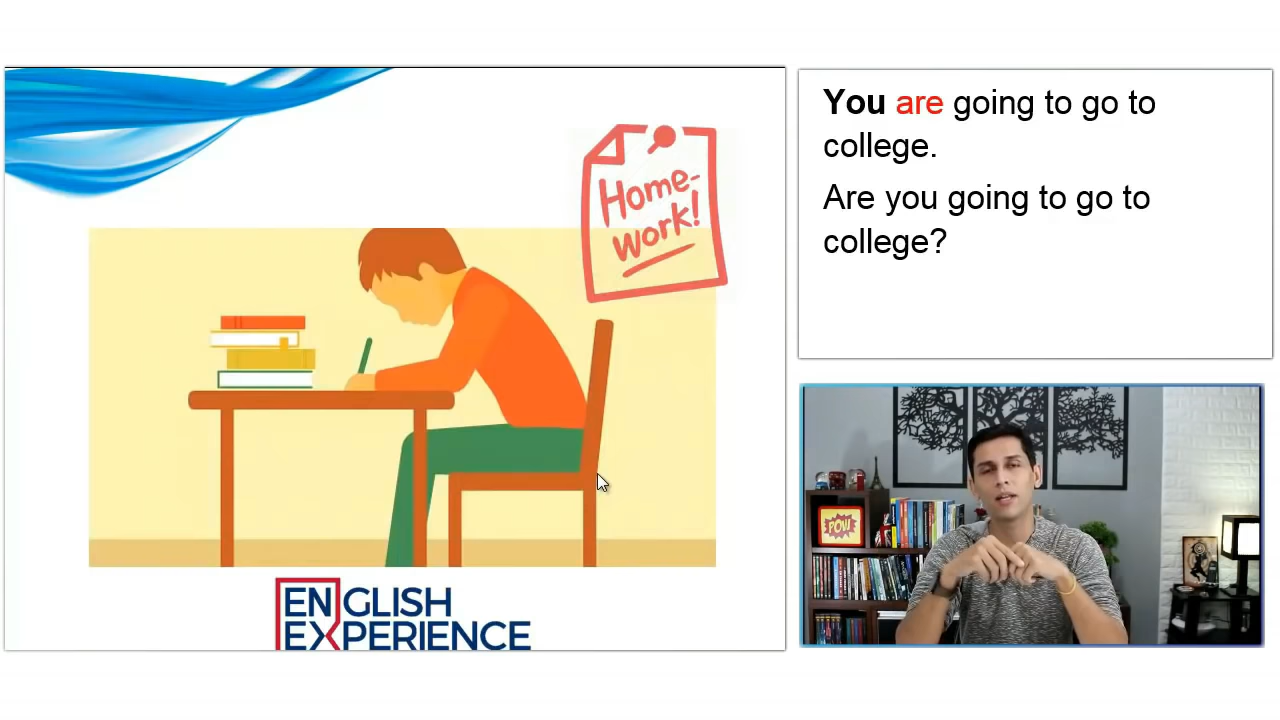 Home-
work!
ENGLISH
EXPERIENCE
You are going to go to
college.
Are you going to go to
college?
POW!